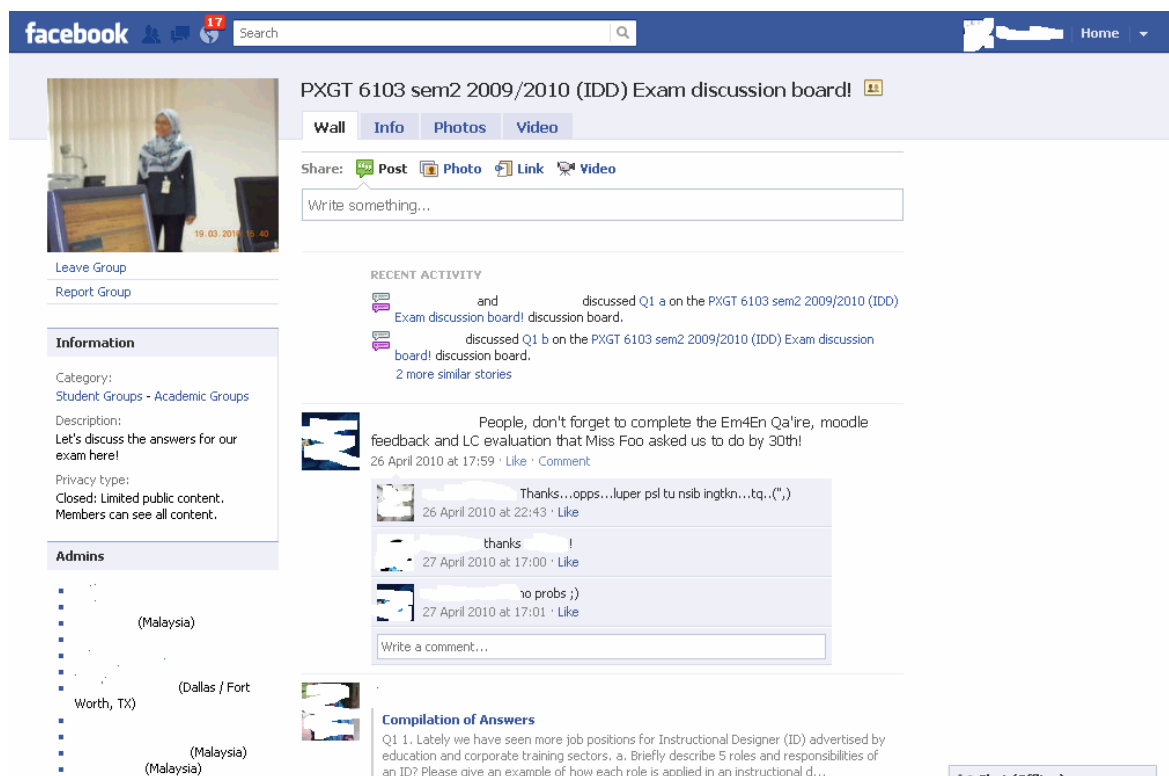 facebook
17
Search
Home
PXGT 6103 sem2 2009/2010 (IDD) Exam discussion board!
Wall Info Photos Video
Share: Post Photo Link Video
Write something...
19.03.2010 15:40
Leave Group
Report Group
Information
Category:
Student Groups - Academic Groups
Description:
Let's discuss the answers for our
exam here!
Privacy type:
Closed: Limited public content.
Members can see all content.
Admins
(Malaysia)
(Dallas / Fort
Worth, TX)
(Malaysia)
(Malaysia)
RECENT ACTIVITY
and discussed Q1 a on the PXGT 6103 sem2 2009/2010 (IDD)
Exam discussion board! discussion board.
discussed Q1 b on the PXGT 6103 sem2 2009/2010 (IDD) Exam discussion
board! discussion board.
2 more similar stories
People, don't forget to complete the Em4En Qa'ire, moodle
feedback and LC evaluation that Miss Foo asked us to do by 30th!
26 April 2010 at 17:59 · Like · Comment
Thanks...opps...luper psl tu nsib ingtkn...tq..(",)
26 April 2010 at 22:43 · Like
thanks !
27 April 2010 at 17:00 · Like
no probs ;)
27 April 2010 at 17:01 · Like
Write a comment...
Compilation of Answers
Q1 1. Lately we have seen more job positions for Instructional Designer (ID) advertised by
education and corporate training sectors. a. Briefly describe 5 roles and responsibilities of
an ID? Please give an example of how each role is applied in an instructional d...